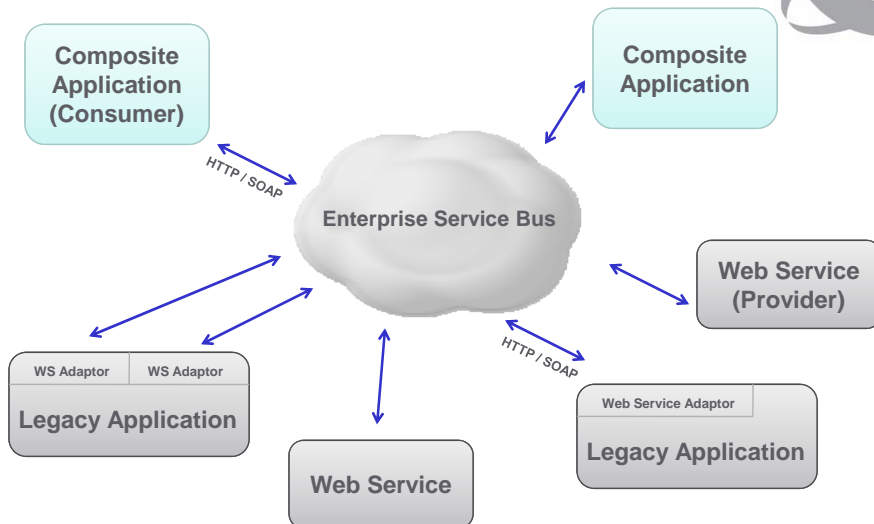 Composite
Application
(Consumer)
Composite
Application
HTTP / SOAP
Enterprise Service Bus
Web Service
(Provider)
HTTP / SOAP
WS Adaptor
WS Adaptor
Legacy Application
Web Service Adaptor
Legacy Application
Web Service